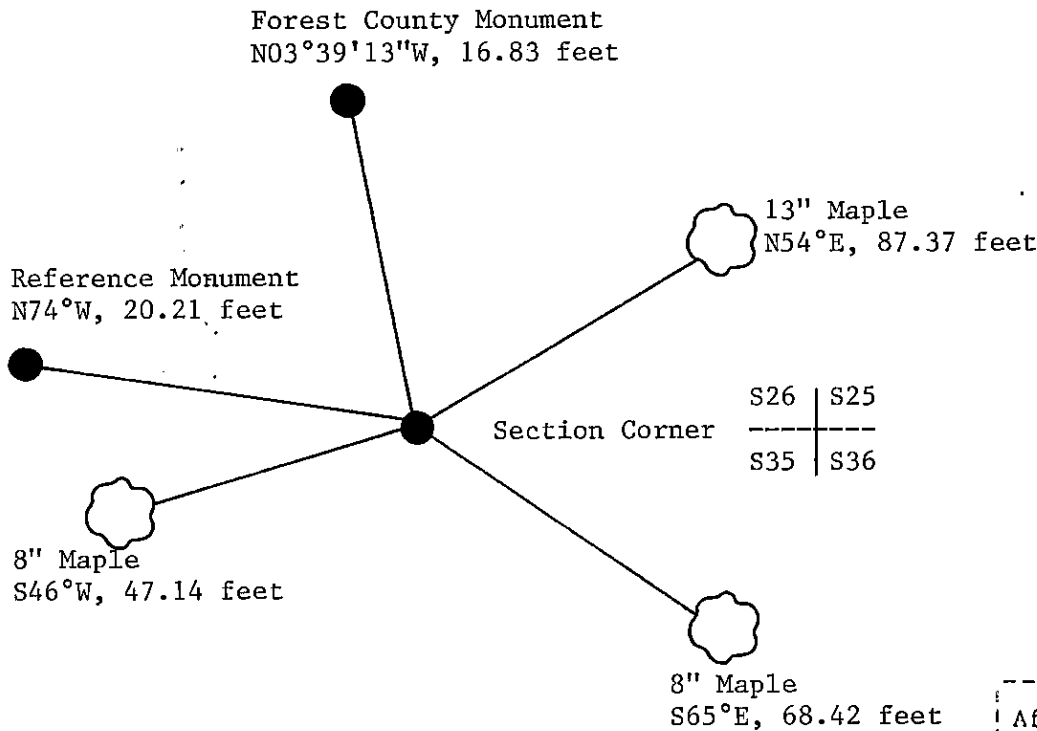 Forest County Monument
N03°39'13"W, 16.83 feet
13" Maple
N54°E, 87.37 feet
Reference Monument
N74°W, 20.21 feet
S26 S25
Section Corner
S35 S36
8" Maple
S46°W, 47.14 feet
8" Maple
S65°E, 68.42 feet
Af